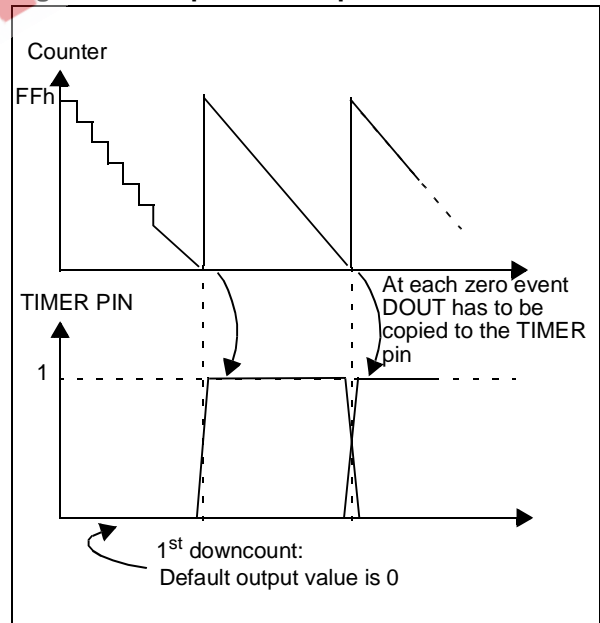 Counter
FFh
At each zero event
DOUT has to be
copied to the TIMER
pin
TIMER PIN
1
1st downcount:
Default output value is 0